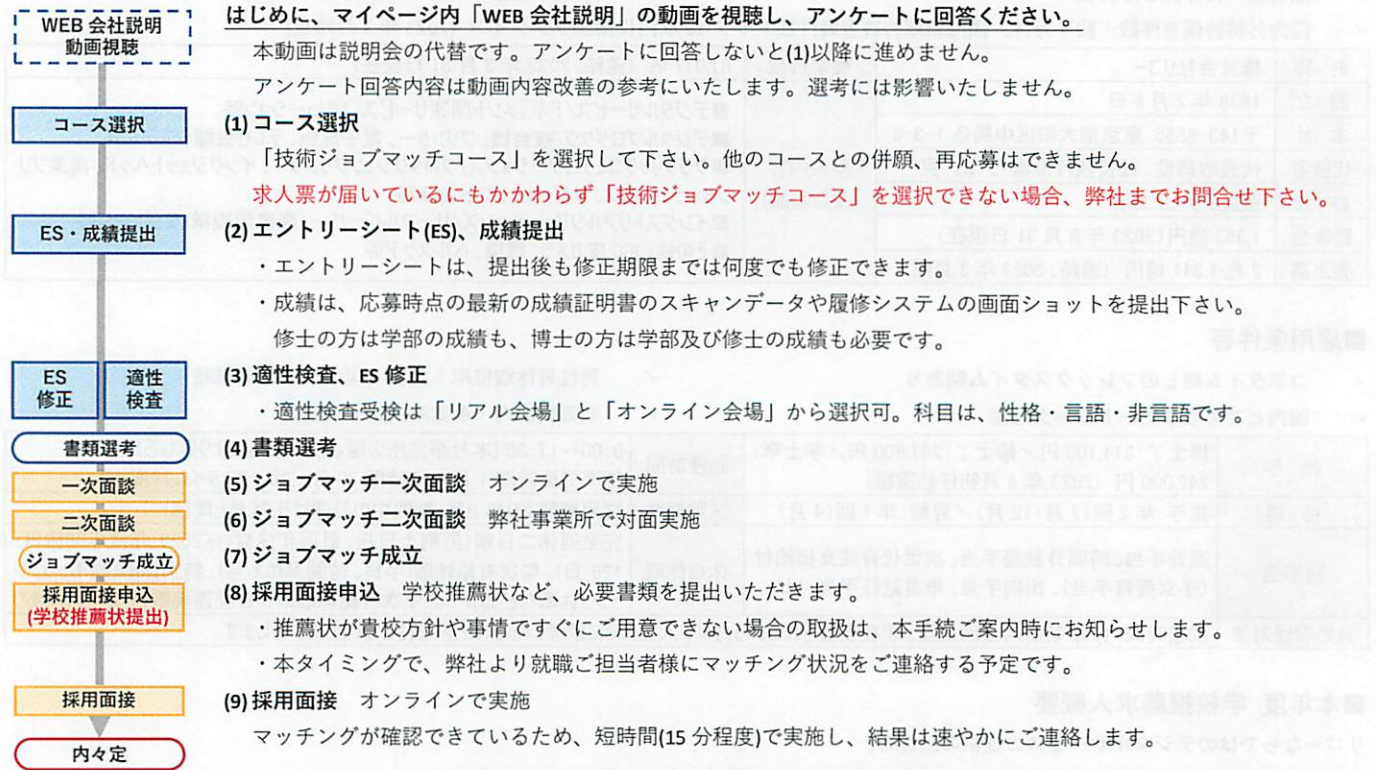 WEB 会社説明
動画視聴
はじめに、マイページ内「WEB 会社説明」の動画を視聴し、アンケートに回答ください。
本動画は説明会の代替です。アンケートに回答しないと(1)以降に進めません。
アンケート回答内容は動画内容改善の参考にいたします。選考には影響いたしません。
コース選択
(1) コース選択
「技術ジョブマッチコース」を選択して下さい。他のコースとの併願、再応募はできません。
求人票が届いているにもかかわらず「技術ジョブマッチコース」を選択できない場合、弊社までお問合せ下さい。
ES・成績提出
(2) エントリーシート(ES)、成績提出
・エントリーシートは、提出後も修正期限までは何度でも修正できます。
・成績は、応募時点の最新の成績証明書のスキャンデータや履修システムの画面ショットを提出下さい。
修士の方は学部の成績も、博士の方は学部及び修士の成績も必要です。
ES
修正
適性
検査
(3) 適性検査、ES 修正
・適性検査受検は「リアル会場」と「オンライン会場」から選択可。科目は、性格・言語・非言語です。
書類選考
(4) 書類選考
一次面談
(5) ジョブマッチ一次面談 オンラインで実施
二次面談
(6) ジョブマッチ二次面談 弊社事業所で対面実施
ジョブマッチ成立
(7) ジョブマッチ成立
採用面接申込
(学校推薦状提出)
(8) 採用面接申込 学校推薦状など、必要書類を提出いただきます。
・推薦状が貴校方針や事情ですぐにご用意できない場合の取扱は、本手続ご案内時にお知らせします。
・本タイミングで、弊社より就職ご担当者様にマッチング状況をご連絡する予定です。
採用面接
(9) 採用面接 オンラインで実施
マッチングが確認できているため、短時間(15 分程度)で実施し、結果は速やかにご連絡します。
内々定